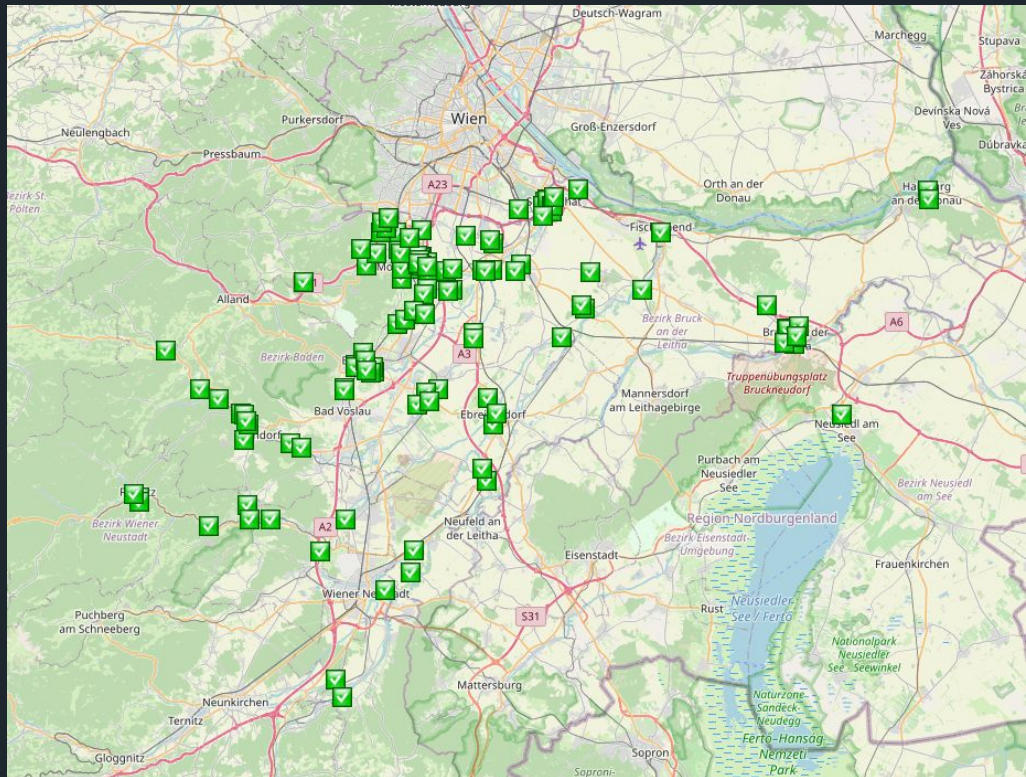 Deutsch-Wagram
Marchegg
Stupava
Záhorská
Bystrica
Devínska Nová
Ves
Dúbravka
Purkersdorf
Wien
Groß-Enzersdorf
Neulengbach
Pressbaum
Bezirk St.
Pölten
A23
Orth an der
Donau
Alland
Bezirk Bruck
an der
Leitha
A6
Bezirk Baden
A3
Truppenübungsplatz
Bruckneudorf
Mannersdorf
am Leithagebirge
Bad Vöslau
Neusiedl am
See
Purbach am
Neusiedler
See
Bezirk Neusiedl
am See
Bezirk Wiener
Neustadt
A2
Neufeld an
der Leitha
Region Nordburgenland
Bezirk Eisenstadt-
Umgebung
Eisenstadt
Frauenkirchen
Puchberg
am Schneeberg
S31
Rust
Neusiedler
See / Fertő
Nationalpark
Neusiedler
See - Seewinkel
Mattersburg
Neunkirchen
Ternitz
Naturzone
Sandeck-
Neudegg
Gloggnitz
Sopron
Fertő-Hanság
Nemzeti
Park
Soproni-